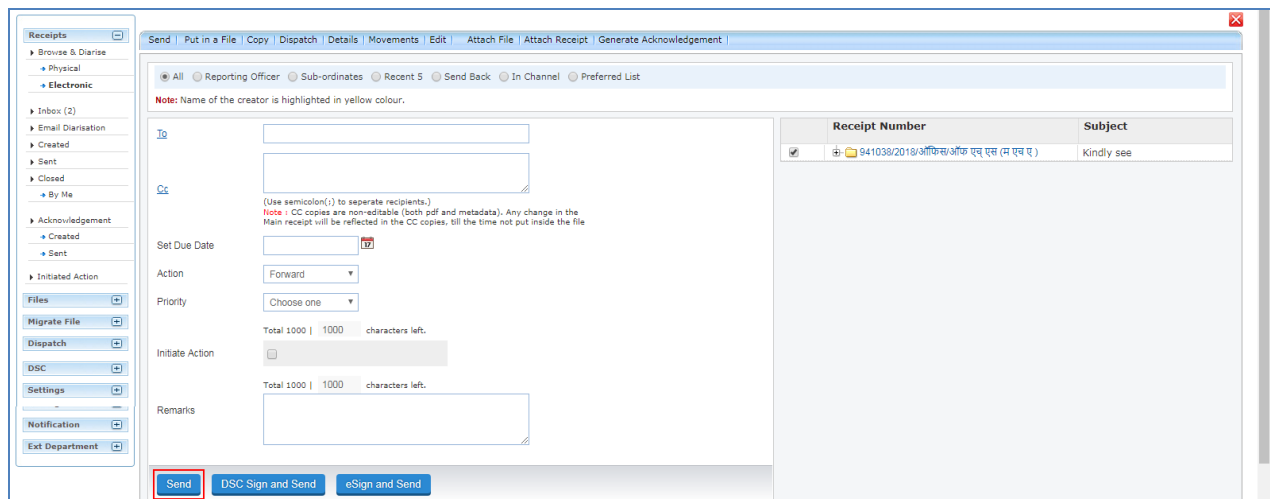 Receipts
Browse & Diarise
Physical
Electronic
Inbox (2)
Email Diarisation
Created
Sent
Closed
By Me
Acknowledgement
Created
Sent
Initiated Action
Files
Migrate File
Dispatch
DSC
Settings
Notification
Ext Department
Send | Put in a File | Copy | Dispatch | Details | Movements | Edit | Attach File | Attach Receipt | Generate Acknowledgement |
All Reporting Officer Sub-ordinates Recent 5 Send Back In Channel Preferred List
Note: Name of the creator is highlighted in yellow colour.
To
Cc
(Use semicolon(;) to seperate recipients.)
Note : CC copies are non-editable (both pdf and metadata). Any change in the
Main receipt will be reflected in the CC copies, till the time not put inside the file
Set Due Date 17
Action Forward
Priority Choose one
Total 1000 | 1000 characters left.
Initiate Action
Total 1000 | 1000 characters left.
Remarks
Send DSC Sign and Send eSign and Send
Receipt Number Subject
941038/2018/ऑफिस/ऑफ एच् एस (म एच ए ) Kindly see